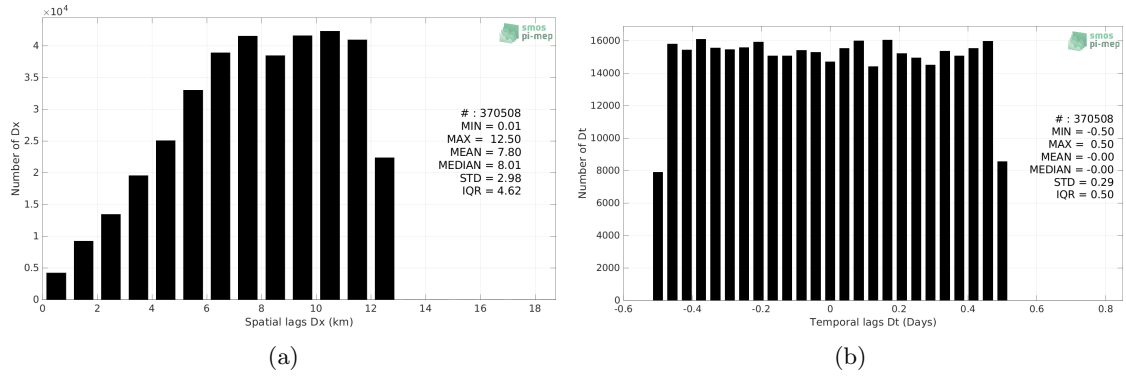 ×10⁴
4
3.5
3
2.5
2
1.5
1
0.5
0
Number of Dx
0 2 4 6 8 10 12 14 16 18
Spatial lags Dx (km)
smos
pi-mep
# : 370508
MIN = 0.01
MAX = 12.50
MEAN = 7.80
MEDIAN = 8.01
STD = 2.98
IQR = 4.62
(a)
16000
14000
12000
10000
8000
6000
4000
2000
0
Number of Dt
-0.6 -0.4 -0.2 0 0.2 0.4 0.6 0.8
Temporal lags Dt (Days)
smos
pi-mep
# : 370508
MIN = -0.50
MAX = 0.50
MEAN = -0.00
MEDIAN = -0.00
STD = 0.29
IQR = 0.50
(b)